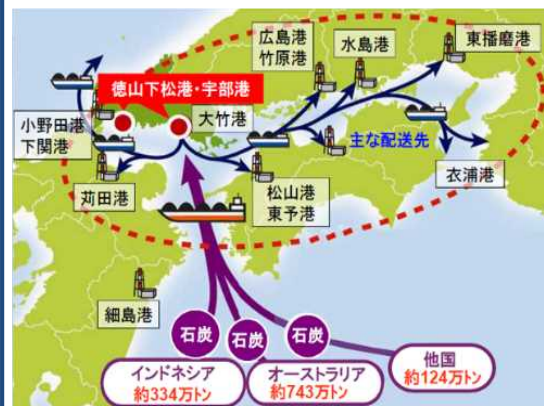 広島港
竹原港
水島港
東播磨港
徳山下松港・宇部港
小野田港
下関港
大竹港
主な配送先
衣浦港
苅田港
松山港
東予港
細島港
石炭
石炭
石炭
インドネシア
約334万トン
オーストラリア
約743万トン
他国
約124万トン